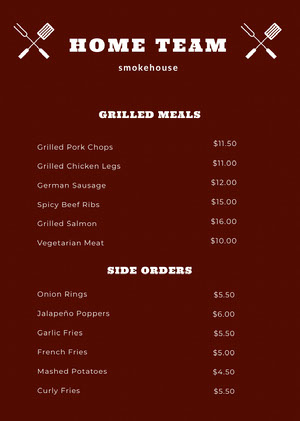 HOME TEAM
smokehouse
GRILLED MEALS
Grilled Pork Chops $11.50
Grilled Chicken Legs $11.00
German Sausage $12.00
Spicy Beef Ribs $15.00
Grilled Salmon $16.00
Vegetarian Meat $10.00
SIDE ORDERS
Onion Rings $5.50
Jalapeño Poppers $6.00
Garlic Fries $5.50
French Fries $5.00
Mashed Potatoes $4.50
Curly Fries $5.50